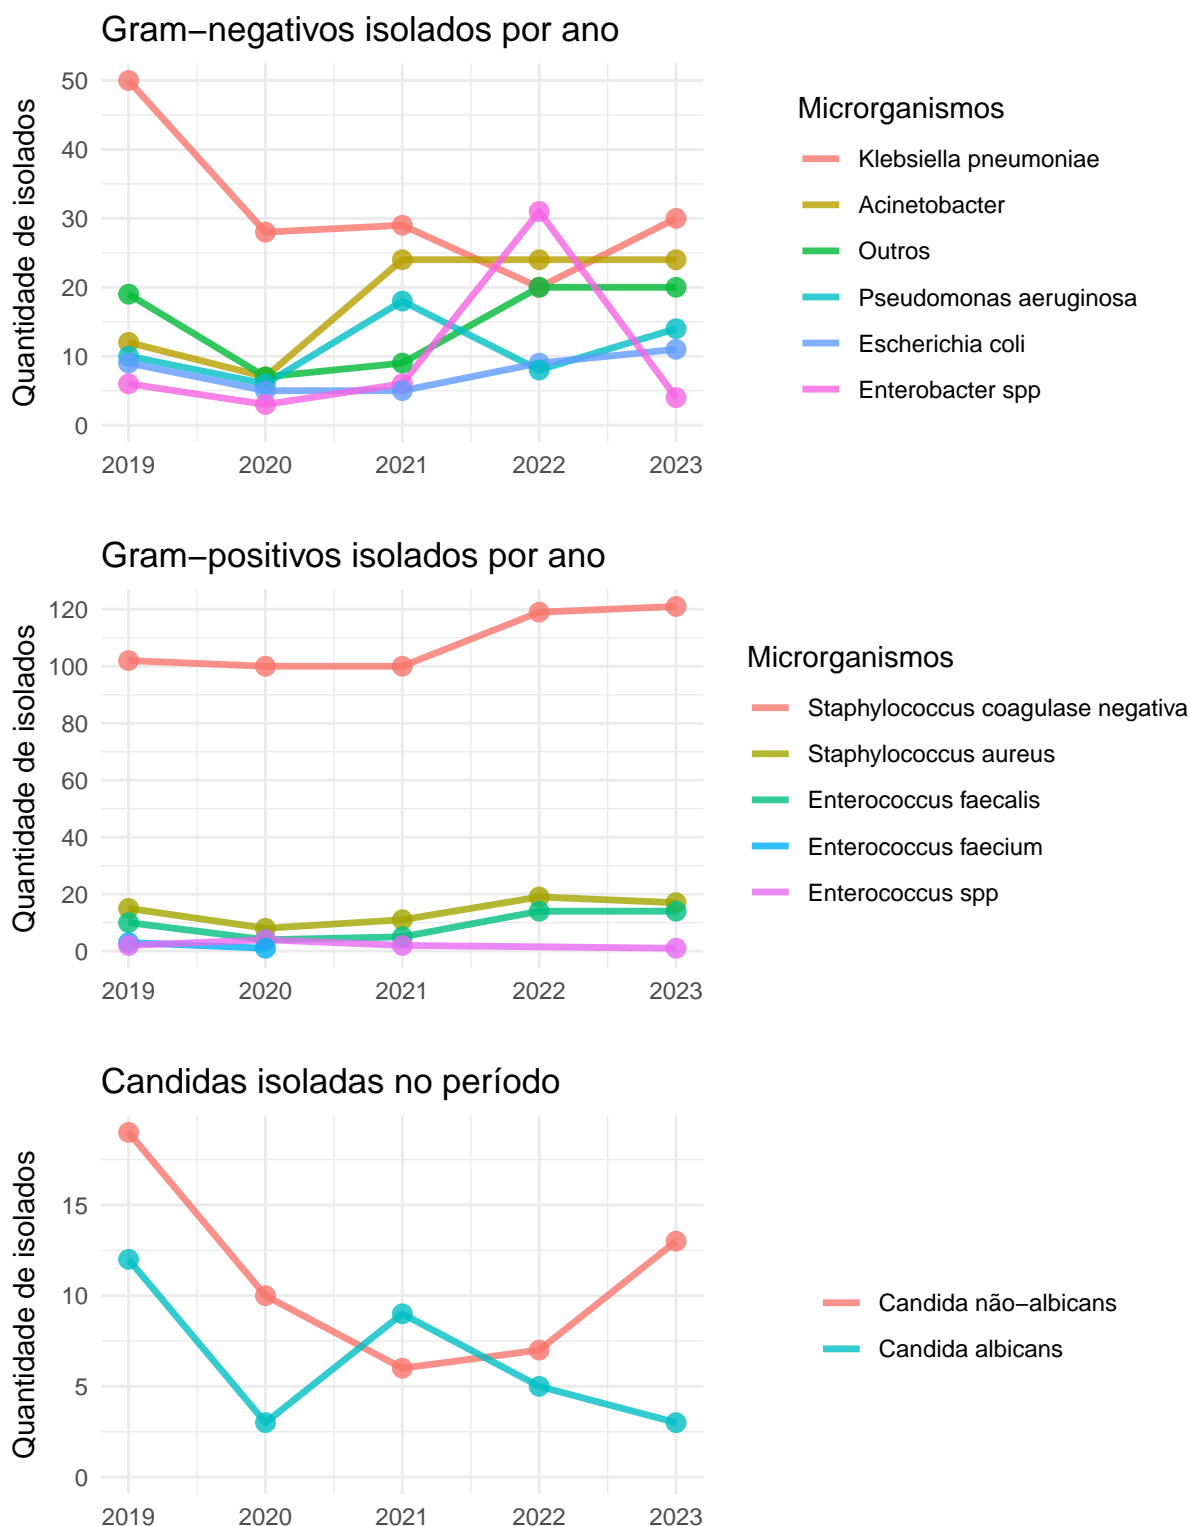 Gram−negativos isolados por ano
Quantidade de isolados
50
40
30
20
10
0
2019 2020 2021 2022 2023
Microrganismos
Klebsiella pneumoniae
Acinetobacter
Outros
Pseudomonas aeruginosa
Escherichia coli
Enterobacter spp
Gram−positivos isolados por ano
Quantidade de isolados
120
100
80
60
40
20
0
2019 2020 2021 2022 2023
Microrganismos
Staphylococcus coagulase negativa
Staphylococcus aureus
Enterococcus faecalis
Enterococcus faecium
Enterococcus spp
Candidas isoladas no período
Quantidade de isolados
15
10
5
0
2019 2020 2021 2022 2023
Candida não−albicans
Candida albicans